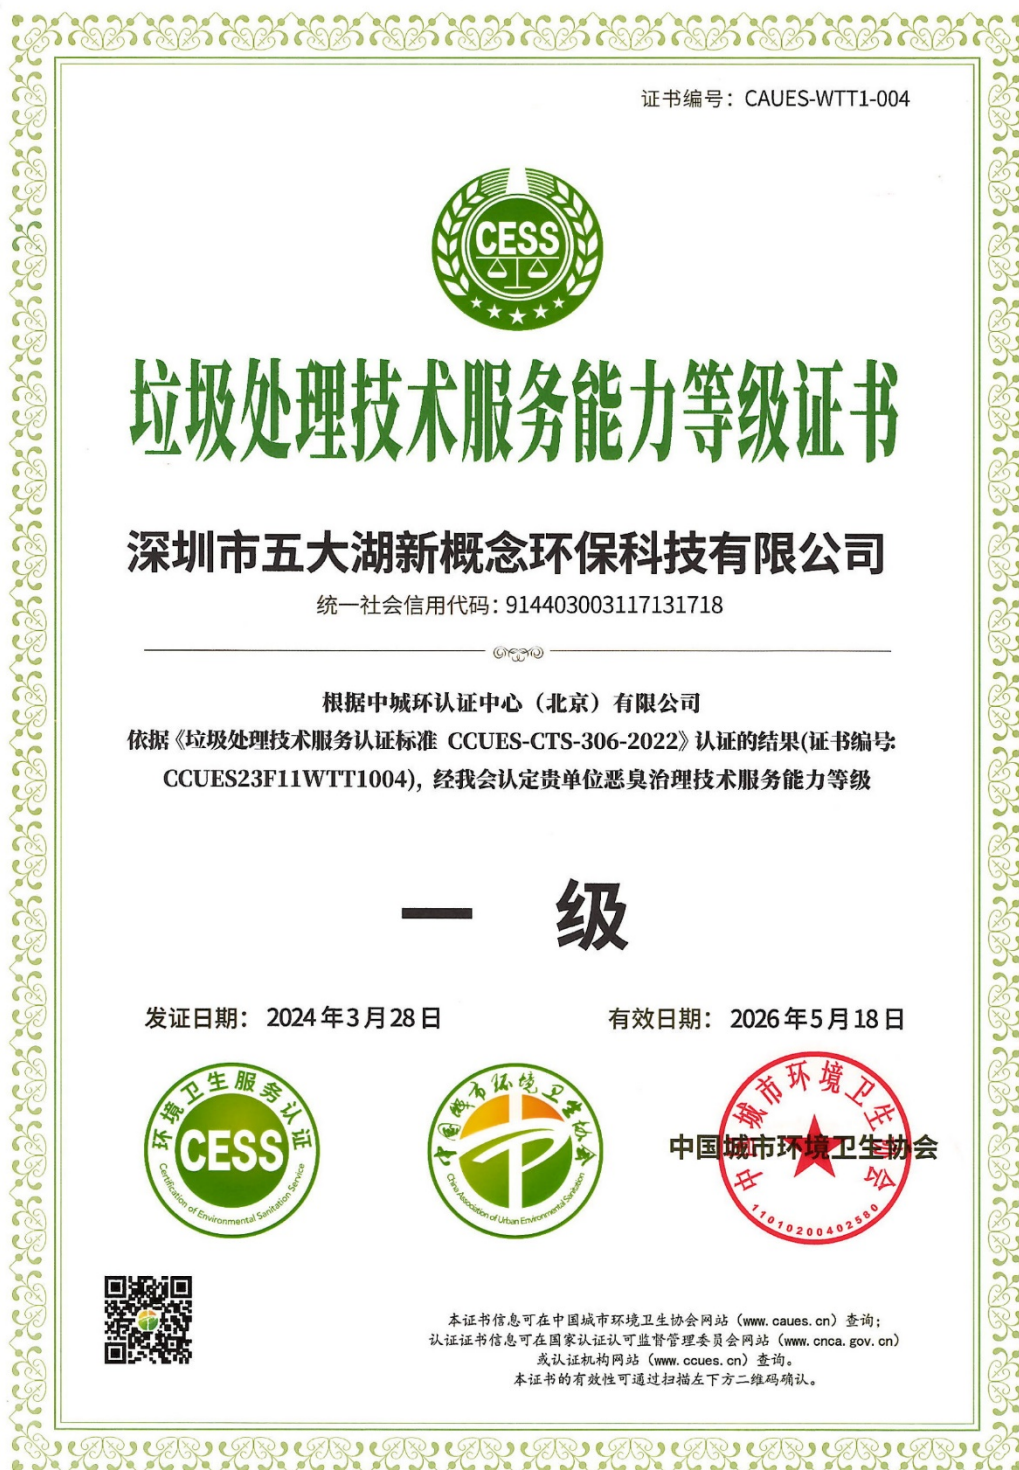 证书编号：CAUES-WTT1-004
CESS
垃圾处理技术服务能力等级证书
深圳市五大湖新概念环保科技有限公司
统一社会信用代码：914403003117131718
根据中城环认证中心（北京）有限公司
依据《垃圾处理技术服务认证标准 CCUES-CTS-306-2022》认证的结果(证书编号:
CCUES23F11WTT1004)，经我会认定贵单位恶臭治理技术服务能力等级
一 级
发证日期： 2024年3月28日
有效日期： 2026年5月18日
环境卫生服务认证
CESS
Certification of Environmental Sanitation Service
中国城市环境卫生协会
China Association of Urban Environmental Sanitation
中国城市环境卫生协会
中国城市环境卫生协会
11010200402580
本证书信息可在中国城市环境卫生协会网站（www.caues.cn）查询；
认证证书信息可在国家认证认可监督管理委员会网站（www.cnca.gov.cn）
或认证机构网站（www.ccues.cn）查询。
本证书的有效性可通过扫描左下方二维码确认。